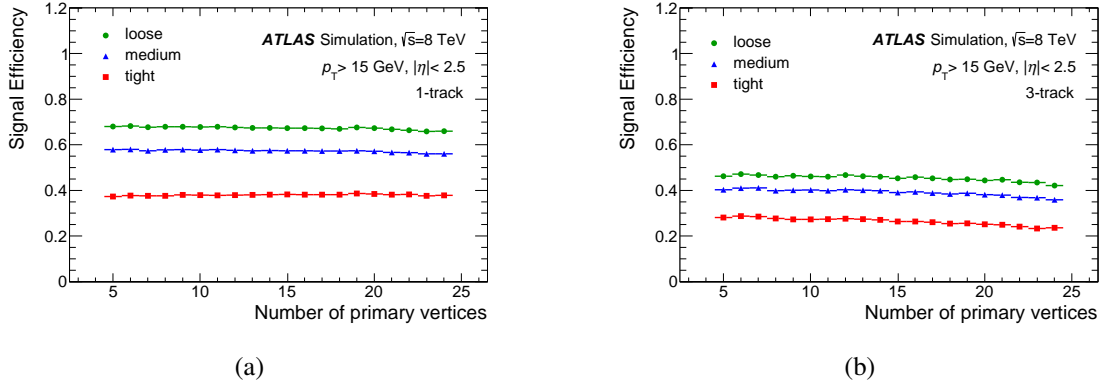 Signal Efficiency
1.2
1
0.8
0.6
0.4
0.2
0
loose
medium
tight
ATLAS Simulation, √s=8 TeV
p_T> 15 GeV, |η|< 2.5
1-track
5 10 15 20 25
Number of primary vertices
(a)
Signal Efficiency
1.2
1
0.8
0.6
0.4
0.2
0
loose
medium
tight
ATLAS Simulation, √s=8 TeV
p_T> 15 GeV, |η|< 2.5
3-track
5 10 15 20 25
Number of primary vertices
(b)